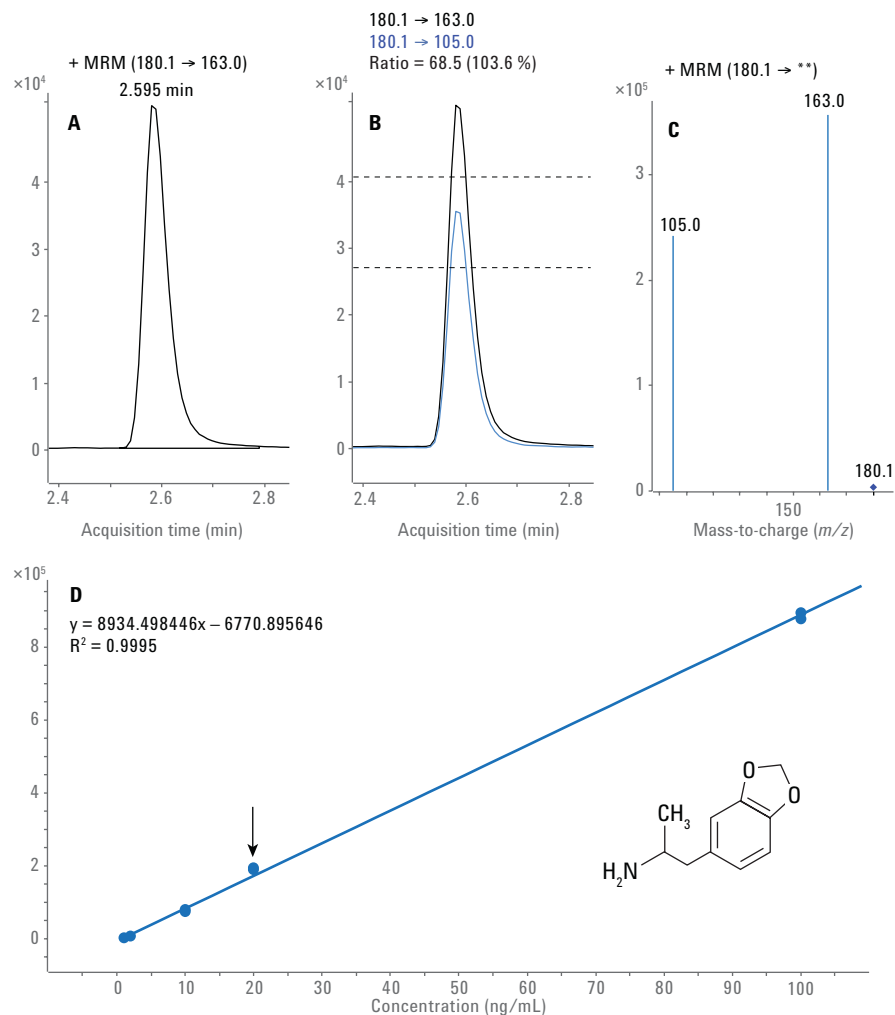 + MRM (180.1 → 163.0)
×10⁴
2.595 min
A
4
3
2
1
0
2.4
2.6
2.8
Acquisition time (min)
180.1 → 163.0
180.1 → 105.0
Ratio = 68.5 (103.6 %)
×10⁴
B
4
3
2
1
0
2.4
2.6
2.8
Acquisition time (min)
+ MRM (180.1 → **)
×10⁵
163.0
C
3
105.0
2
1
180.1
0
150
Mass-to-charge (m/z)
×10⁵
D
y = 8934.498446x – 6770.895646
R² = 0.9995
8
6
4
2
0
O
O
CH₃
H₂N
0 10 20 30 40 50 60 70 80 90 100
Concentration (ng/mL)